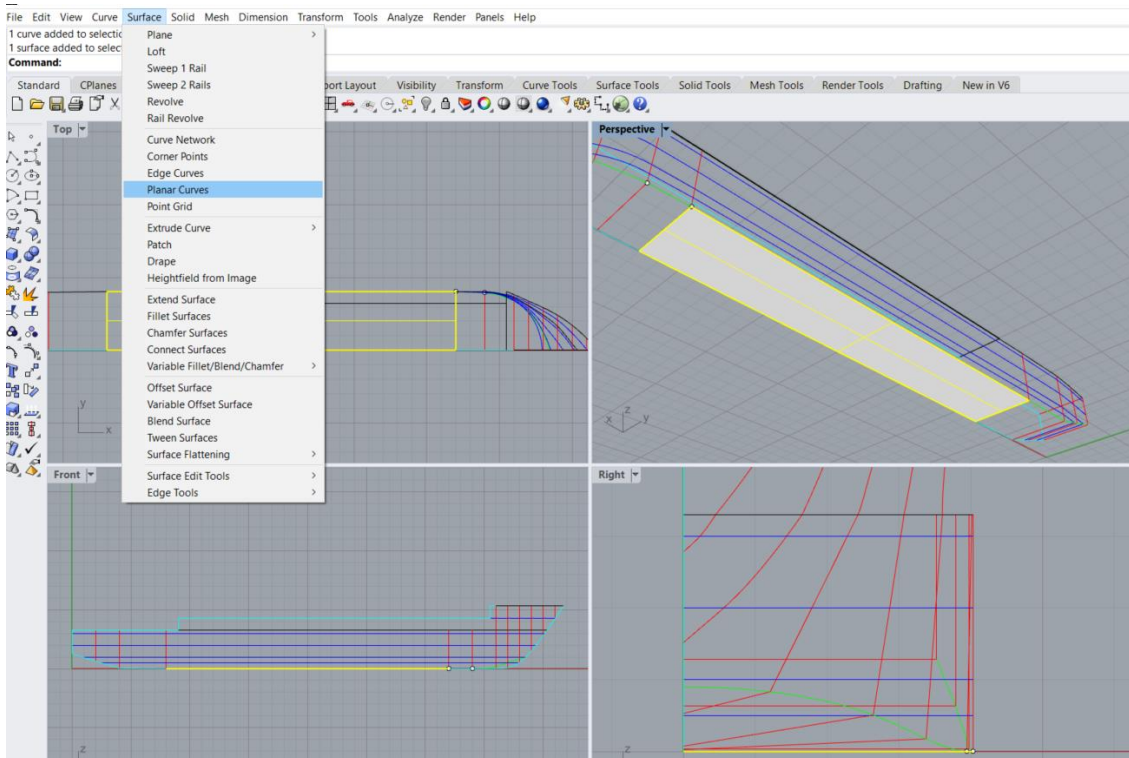 File Edit View Curve Surface Solid Mesh Dimension Transform Tools Analyze Render Panels Help
1 curve added to selectio
1 surface added to selec
Command:
Standard CPlanes port Layout Visibility Transform Curve Tools Surface Tools Solid Tools Mesh Tools Render Tools Drafting New in V6
Plane
Loft
Sweep 1 Rail
Sweep 2 Rails
Revolve
Rail Revolve
Curve Network
Corner Points
Edge Curves
Planar Curves
Point Grid
Extrude Curve
Patch
Drape
Heightfield from Image
Extend Surface
Fillet Surfaces
Chamfer Surfaces
Connect Surfaces
Variable Fillet/Blend/Chamfer
Offset Surface
Variable Offset Surface
Blend Surface
Tween Surfaces
Surface Flattening
Surface Edit Tools
Edge Tools
Top
y
x
Perspective
z
x y
Front
z
Right
z